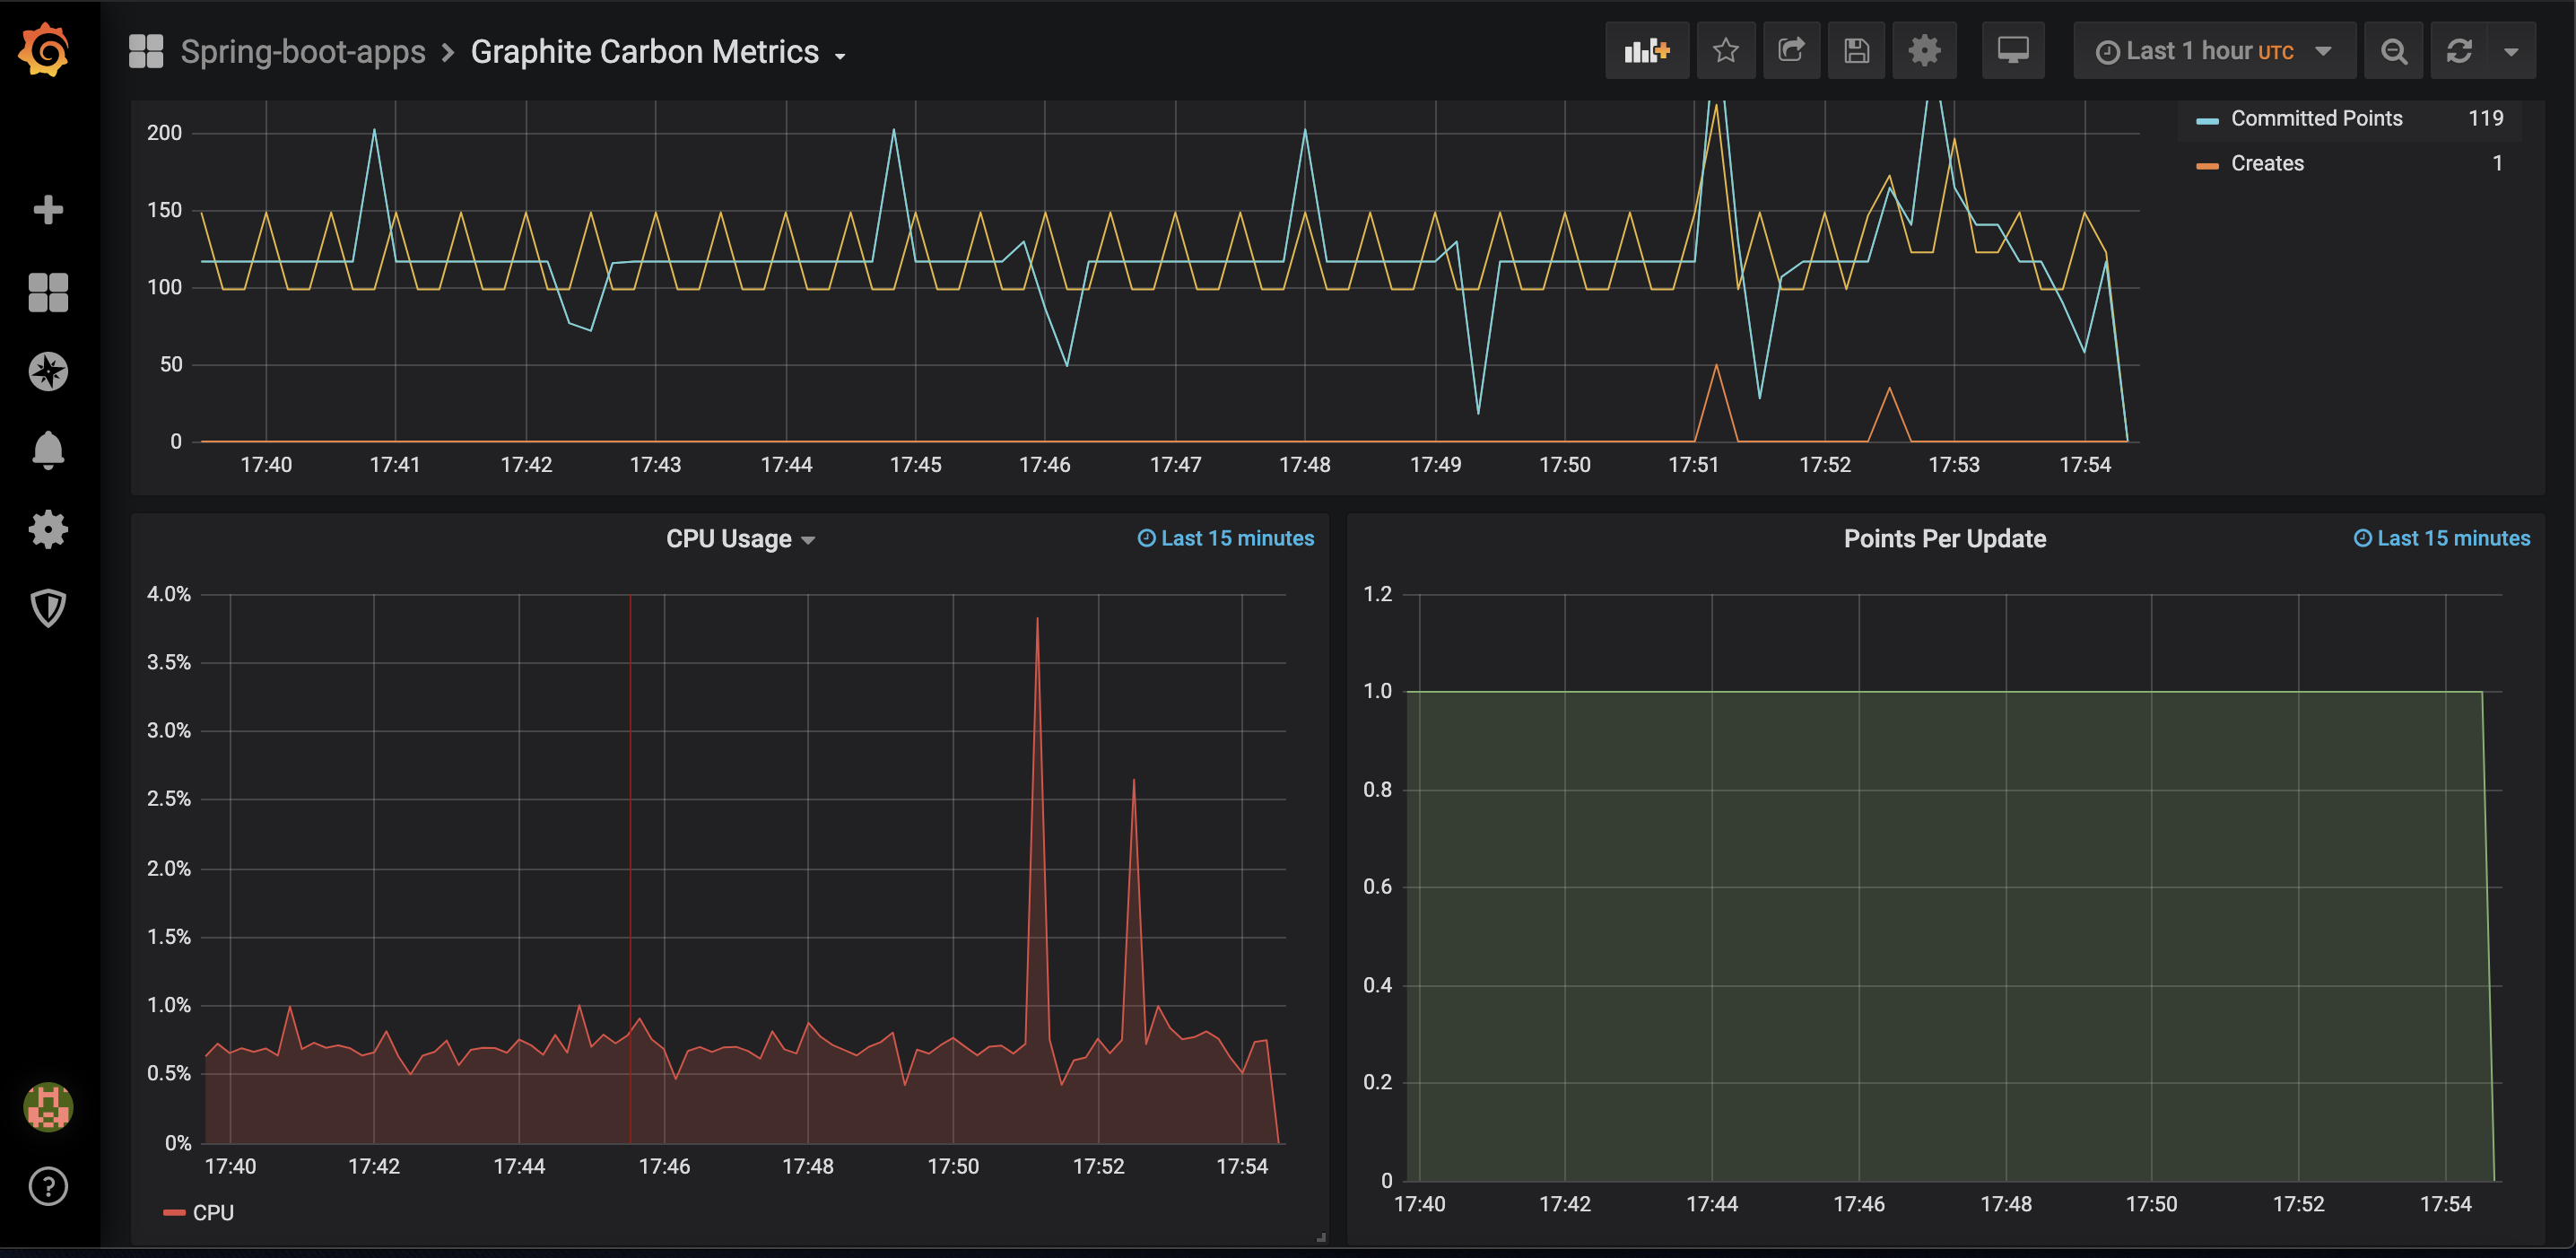 Spring-boot-apps > Graphite Carbon Metrics
Last 1 hour UTC
200
150
100
50
0
17:40 17:41 17:42 17:43 17:44 17:45 17:46 17:47 17:48 17:49 17:50 17:51 17:52 17:53 17:54
Committed Points 119
Creates 1
CPU Usage
Last 15 minutes
4.0%
3.5%
3.0%
2.5%
2.0%
1.5%
1.0%
0.5%
0%
17:40 17:42 17:44 17:46 17:48 17:50 17:52 17:54
CPU
Points Per Update
Last 15 minutes
1.2
1.0
0.8
0.6
0.4
0.2
0
17:40 17:42 17:44 17:46 17:48 17:50 17:52 17:54
?